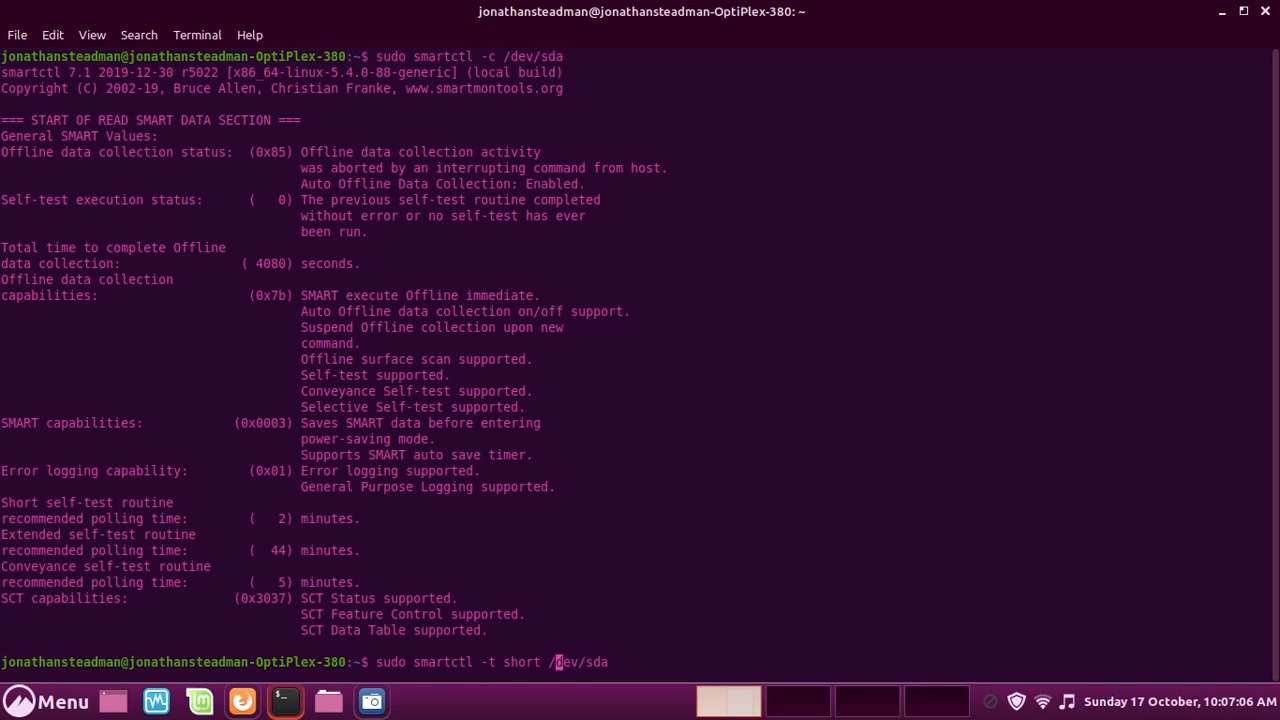 jonathansteadman@jonathansteadman-OptiPlex-380: ~
File Edit View Search Terminal Help
jonathansteadman@jonathansteadman-OptiPlex-380:~$ sudo smartctl -c /dev/sda
smartctl 7.1 2019-12-30 r5022 [x86_64-linux-5.4.0-88-generic] (local build)
Copyright (C) 2002-19, Bruce Allen, Christian Franke, www.smartmontools.org
=== START OF READ SMART DATA SECTION ===
General SMART Values:
Offline data collection status:  (0x85) Offline data collection activity
was aborted by an interrupting command from host.
Auto Offline Data Collection: Enabled.
Self-test execution status:      (   0) The previous self-test routine completed
without error or no self-test has ever
been run.
Total time to complete Offline
data collection:                ( 4080) seconds.
Offline data collection
capabilities:                    (0x7b) SMART execute Offline immediate.
Auto Offline data collection on/off support.
Suspend Offline collection upon new
command.
Offline surface scan supported.
Self-test supported.
Conveyance Self-test supported.
Selective Self-test supported.
SMART capabilities:            (0x0003) Saves SMART data before entering
power-saving mode.
Supports SMART auto save timer.
Error logging capability:        (0x01) Error logging supported.
General Purpose Logging supported.
Short self-test routine
recommended polling time:        (   2) minutes.
Extended self-test routine
recommended polling time:        (  44) minutes.
Conveyance self-test routine
recommended polling time:        (   5) minutes.
SCT capabilities:              (0x3037) SCT Status supported.
SCT Feature Control supported.
SCT Data Table supported.
jonathansteadman@jonathansteadman-OptiPlex-380:~$ sudo smartctl -t short /dev/sda
Menu
Sunday 17 October, 10:07:06 AM